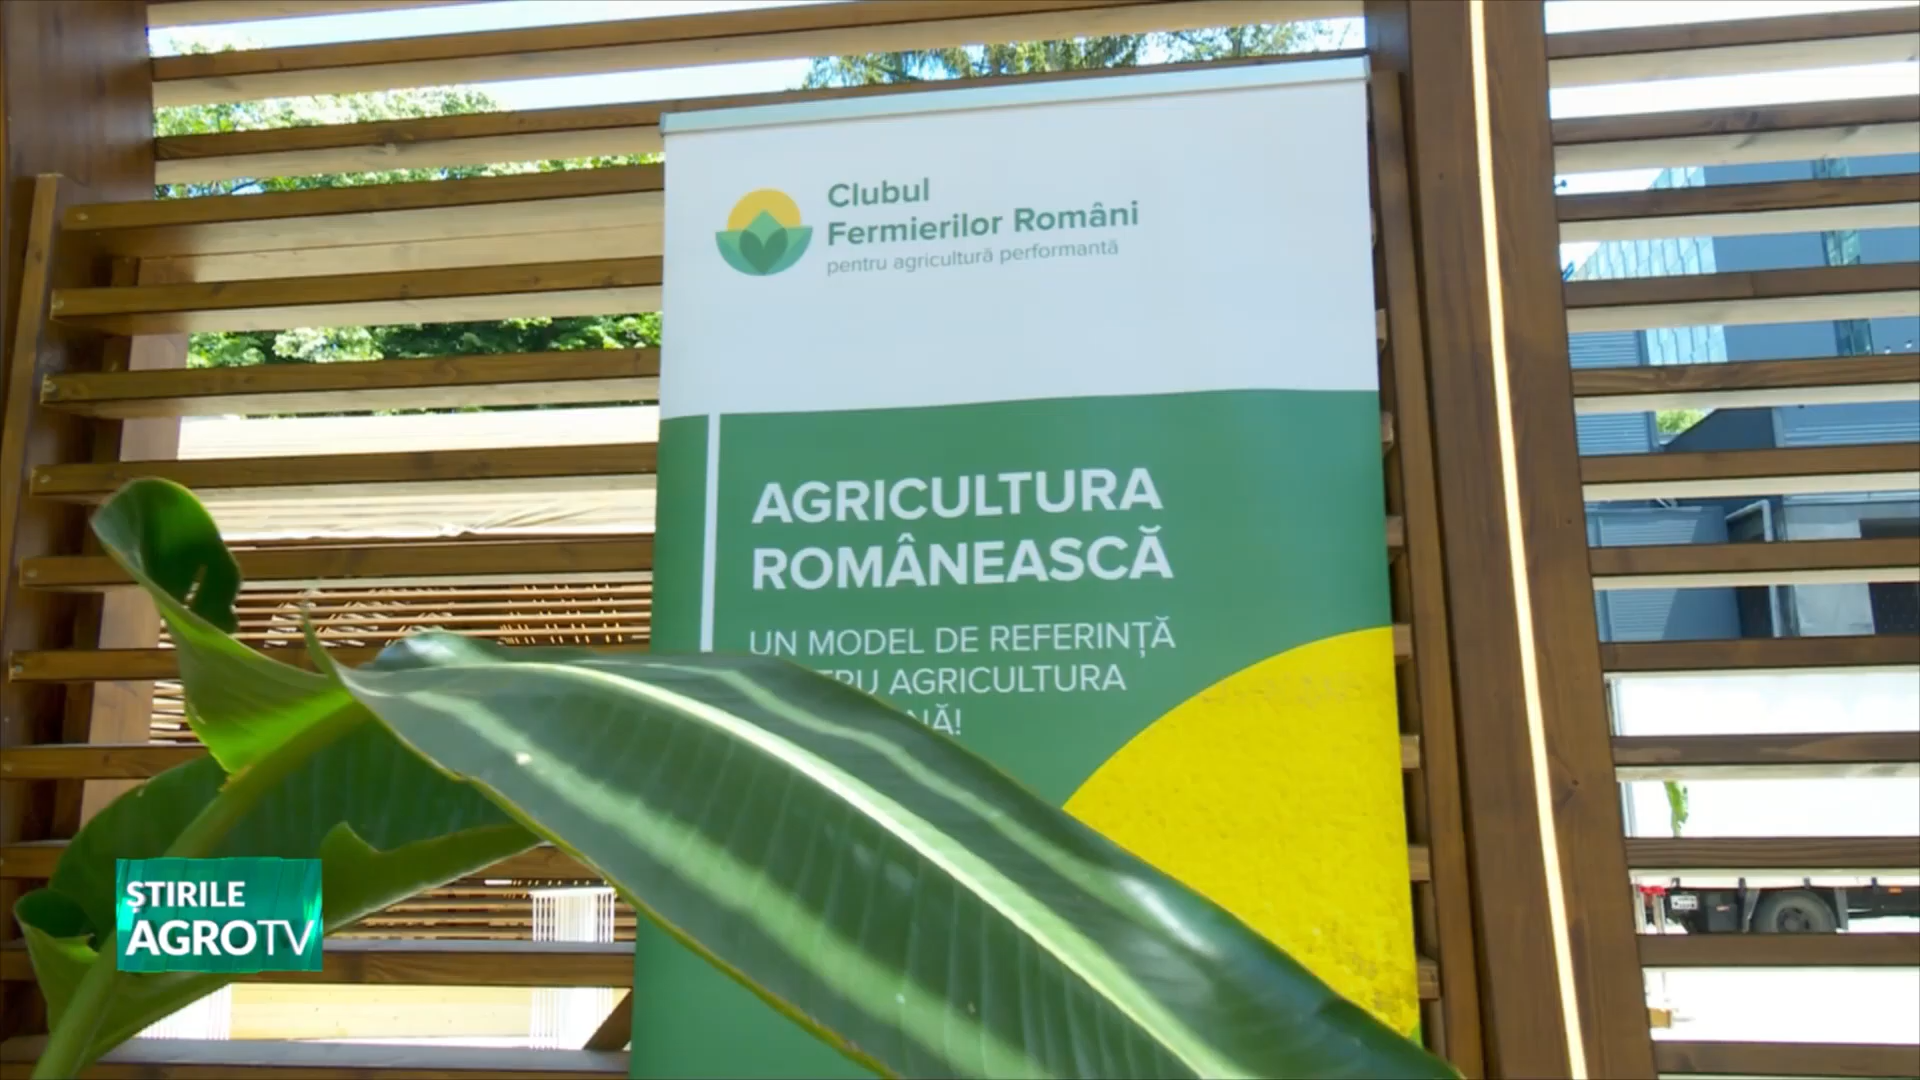 Clubul
Fermierilor Români
pentru agricultură performantă
AGRICULTURA
ROMÂNEASCĂ
UN MODEL DE REFERINȚĂ
AGRICULTURA
ȘTIRILE
AGROTV